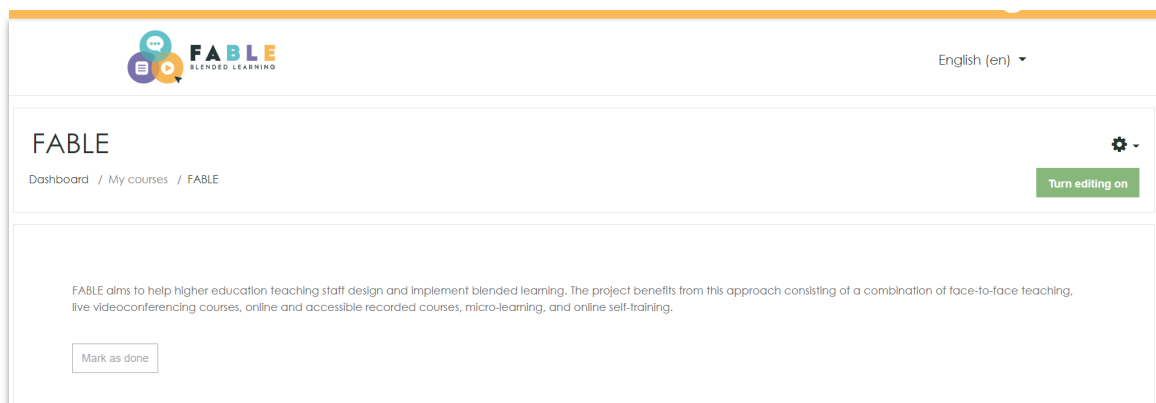 FABLE
BLENDED LEARNING
English (en)
FABLE
Dashboard / My courses / FABLE
Turn editing on
FABLE aims to help higher education teaching staff design and implement blended learning. The project benefits from this approach consisting of a combination of face-to-face teaching,
live videoconferencing courses, online and accessible recorded courses, micro-learning, and online self-training.
Mark as done